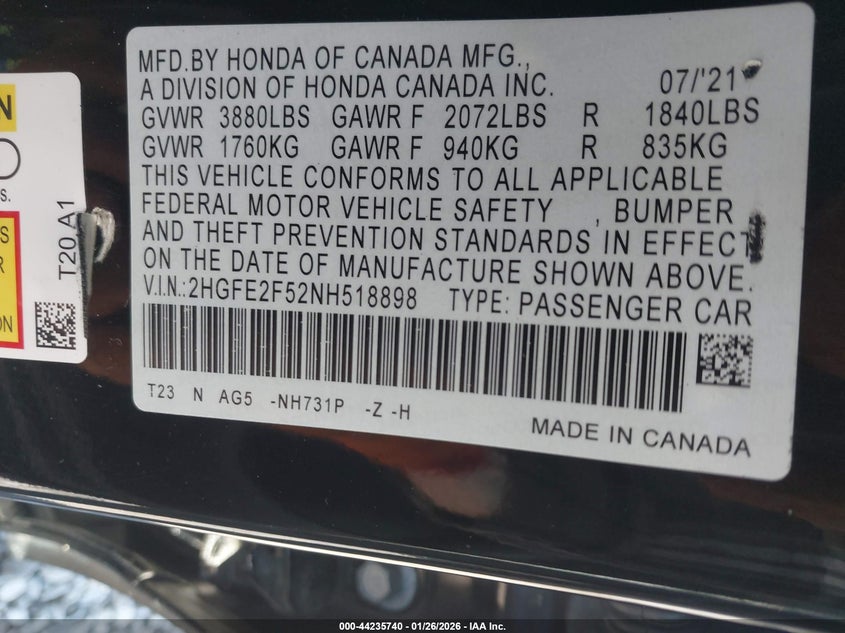 MFD.BY HONDA OF CANADA MFG.,
A DIVISION OF HONDA CANADA INC. 07/'21
GVWR 3880LBS GAWR F 2072LBS R 1840LBS
GVWR 1760KG GAWR F 940KG R 835KG
THIS VEHICLE CONFORMS TO ALL APPLICABLE
FEDERAL MOTOR VEHICLE SAFETY , BUMPER
AND THEFT PREVENTION STANDARDS IN EFFECT
ON THE DATE OF MANUFACTURE SHOWN ABOVE.
V.I.N.:2HGFE2F52NH518898 TYPE: PASSENGER CAR
T23 N AG5 -NH731P -Z -H
MADE IN CANADA
N
S.
S
R
ON
T20 A1
000-44235740 - 01/26/2026 - IAA Inc.